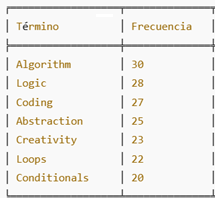 Término Frecuencia
Algorithm 30
Logic 28
Coding 27
Abstraction 25
Creativity 23
Loops 22
Conditionals 20